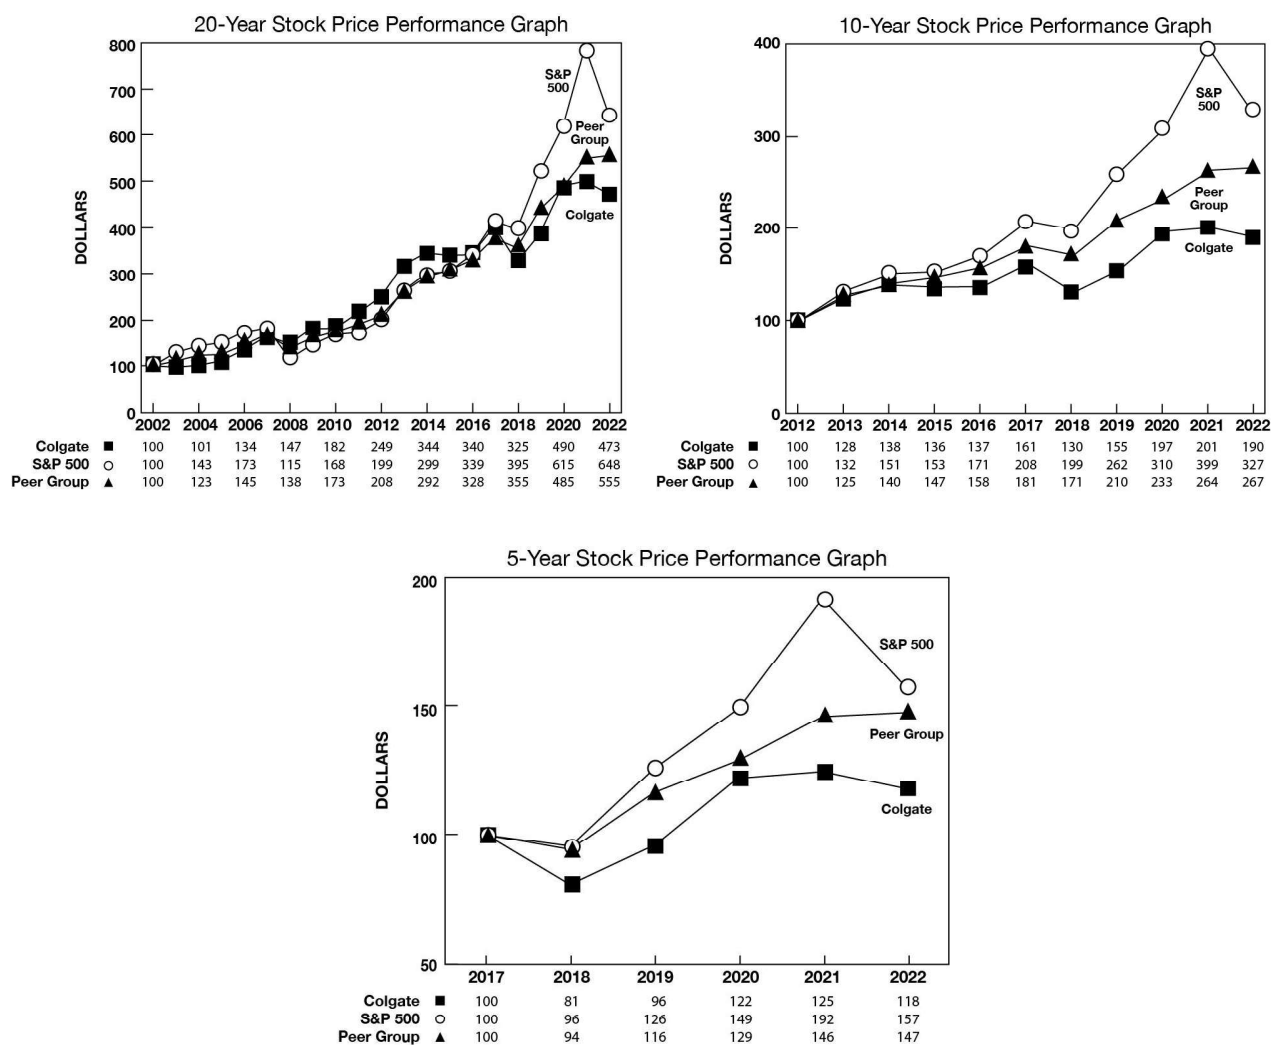 20-Year Stock Price Performance Graph
800
700
600
500
400
300
200
100
0
DOLLARS
S&P
500
Peer
Group
Colgate
2002 2004 2006 2008 2010 2012 2014 2016 2018 2020 2022
Colgate 100 101 134 147 182 249 344 340 325 490 473
S&P 500 100 143 173 115 168 199 299 339 395 615 648
Peer Group 100 123 145 138 173 208 292 328 355 485 555
10-Year Stock Price Performance Graph
400
300
200
100
0
DOLLARS
S&P
500
Peer
Group
Colgate
2012 2013 2014 2015 2016 2017 2018 2019 2020 2021 2022
Colgate 100 128 138 136 137 161 130 155 197 201 190
S&P 500 100 132 151 153 171 208 199 262 310 399 327
Peer Group 100 125 140 147 158 181 171 210 233 264 267
5-Year Stock Price Performance Graph
200
150
100
50
DOLLARS
S&P 500
Peer Group
Colgate
2017 2018 2019 2020 2021 2022
Colgate 100 81 96 122 125 118
S&P 500 100 96 126 149 192 157
Peer Group 100 94 116 129 146 147